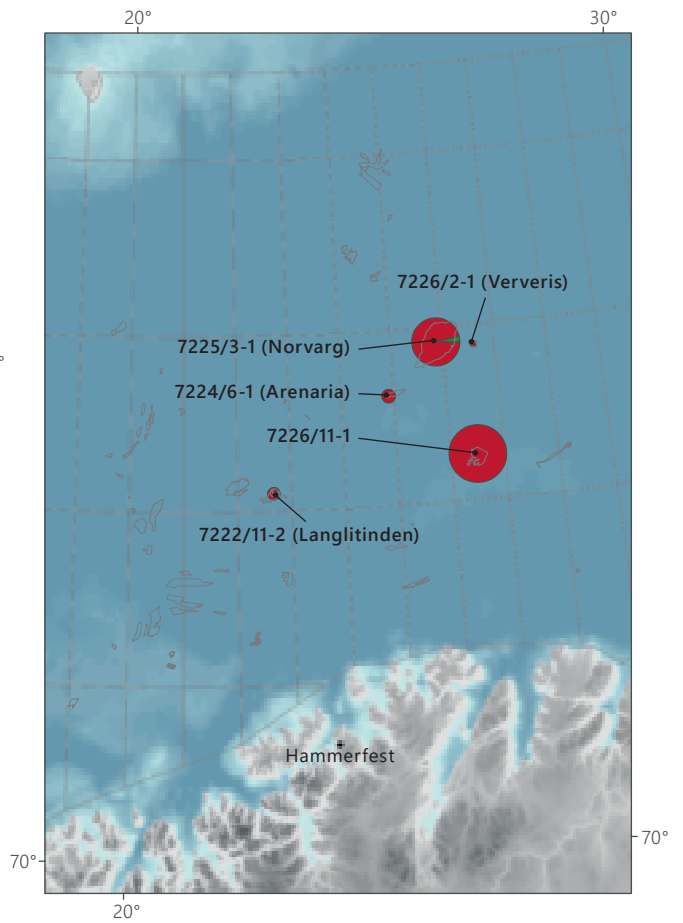 20°
30°
7226/2-1 (Ververis)
7225/3-1 (Norvarg)
°
7224/6-1 (Arenaria)
7226/11-1
7222/11-2 (Langlitinden)
Hammerfest
70°
70°
20°